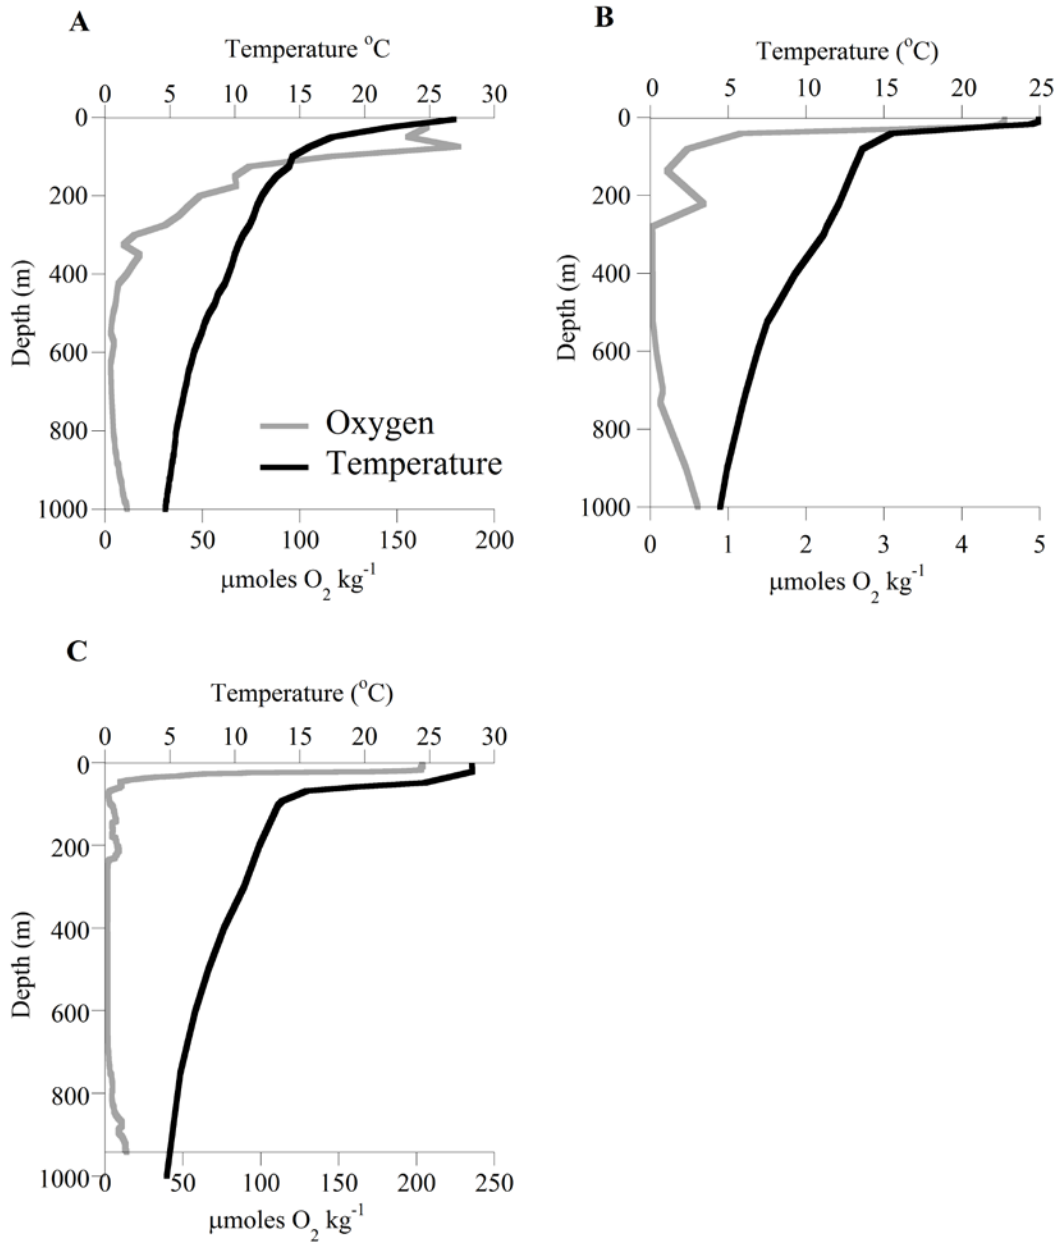 A
Temperature °C
0 5 10 15 20 25 30
0
200
400
600
800
1000
Depth (m)
Oxygen
Temperature
0 50 100 150 200
μmoles O₂ kg⁻¹
B
Temperature (°C)
0 5 10 15 20 25
0
200
400
600
800
1000
Depth (m)
0 1 2 3 4 5
μmoles O₂ kg⁻¹
C
Temperature (°C)
0 5 10 15 20 25 30
0
200
400
600
800
1000
Depth (m)
0 50 100 150 200 250
μmoles O₂ kg⁻¹